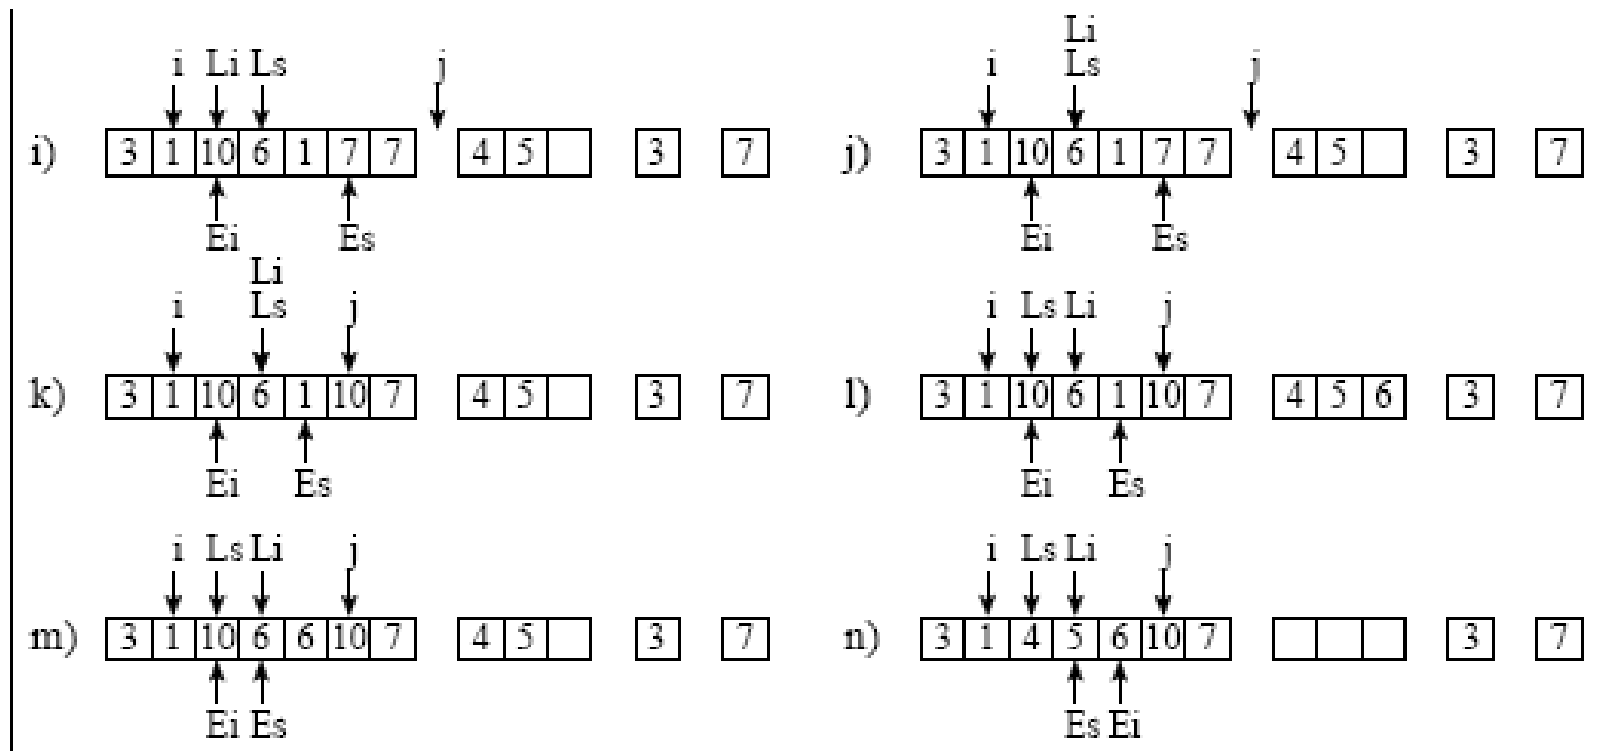 Li
i Li Ls j
Ls j
i
i) 3 1 10 6 1 7 7 4 5 3 7
j) 3 1 10 6 1 7 7 4 5 3 7
Ei Es
Ei Es
Li
i Ls j
i Ls Li j
k) 3 1 10 6 1 10 7 4 5 3 7
l) 3 1 10 6 1 10 7 4 5 6 3 7
Ei Es
Ei Es
i Ls Li j
i Ls Li j
m) 3 1 10 6 6 10 7 4 5 3 7
n) 3 1 4 5 6 10 7 3 7
Ei Es
Es Ei